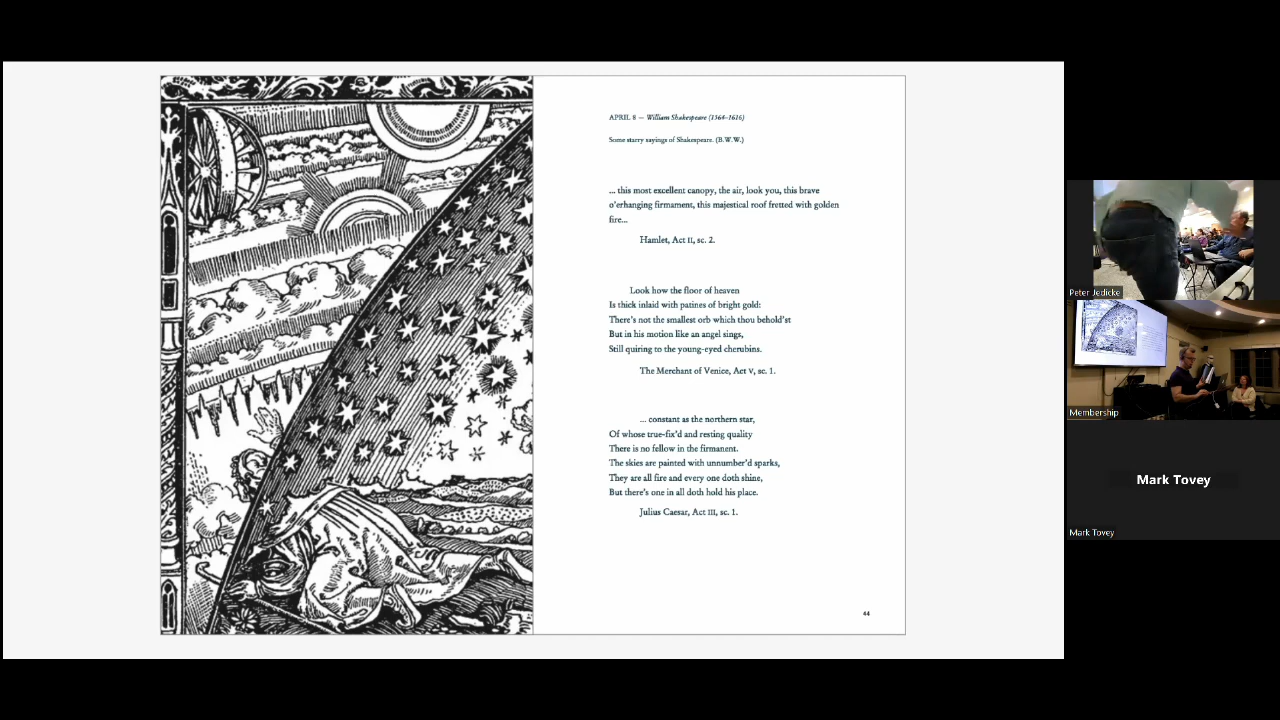 APRIL 8 — William Shakespeare (1564–1616)
Some starry sayings of Shakespeare. (B.W.W.)
... this most excellent canopy, the air, look you, this brave
o'erhanging firmament, this majestical roof fretted with golden
fire...
Hamlet, Act II, sc. 2.
Look how the floor of heaven
Is thick inlaid with patines of bright gold:
There's not the smallest orb which thou behold'st
But in his motion like an angel sings,
Still quiring to the young-eyed cherubins.
The Merchant of Venice, Act V, sc. 1.
... constant as the northern star,
Of whose true-fix'd and resting quality
There is no fellow in the firmanent.
The skies are painted with unnumber'd sparks,
They are all fire and every one doth shine,
But there's one in all doth hold his place.
Julius Caesar, Act III, sc. 1.
44
Peter Jedicke
Membership
Mark Tovey
Mark Tovey